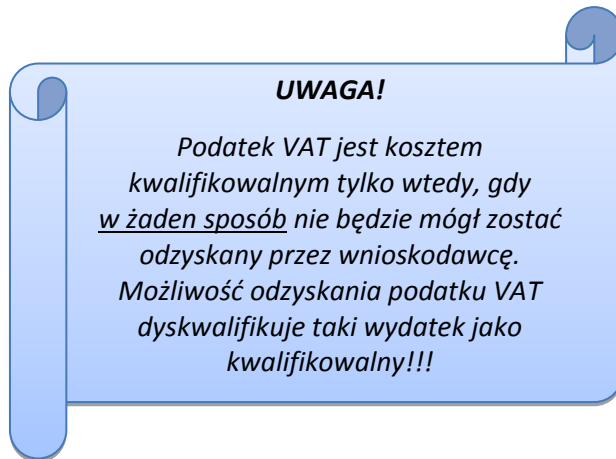 UWAGA!
Podatek VAT jest kosztem
kwalifikowalnym tylko wtedy, gdy
w żaden sposób nie będzie mógł zostać
odzyskany przez wnioskodawcę.
Możliwość odzyskania podatku VAT
dyskwalifikuje taki wydatek jako
kwalifikowalny!!!